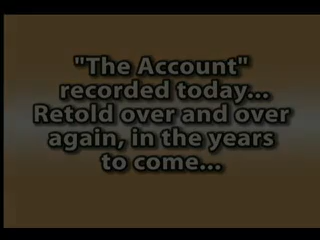 "The Account"
recorded today...
Retold over and over
again, in the years
to come...